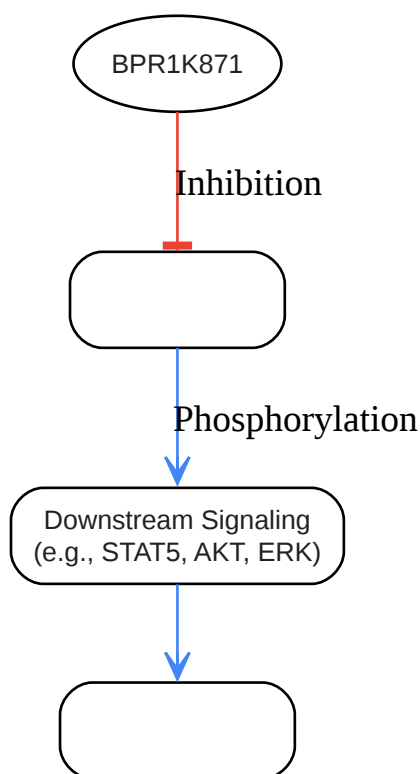 BPR1K871
Inhibition
Phosphorylation
Downstream Signaling
(e.g., STAT5, AKT, ERK)